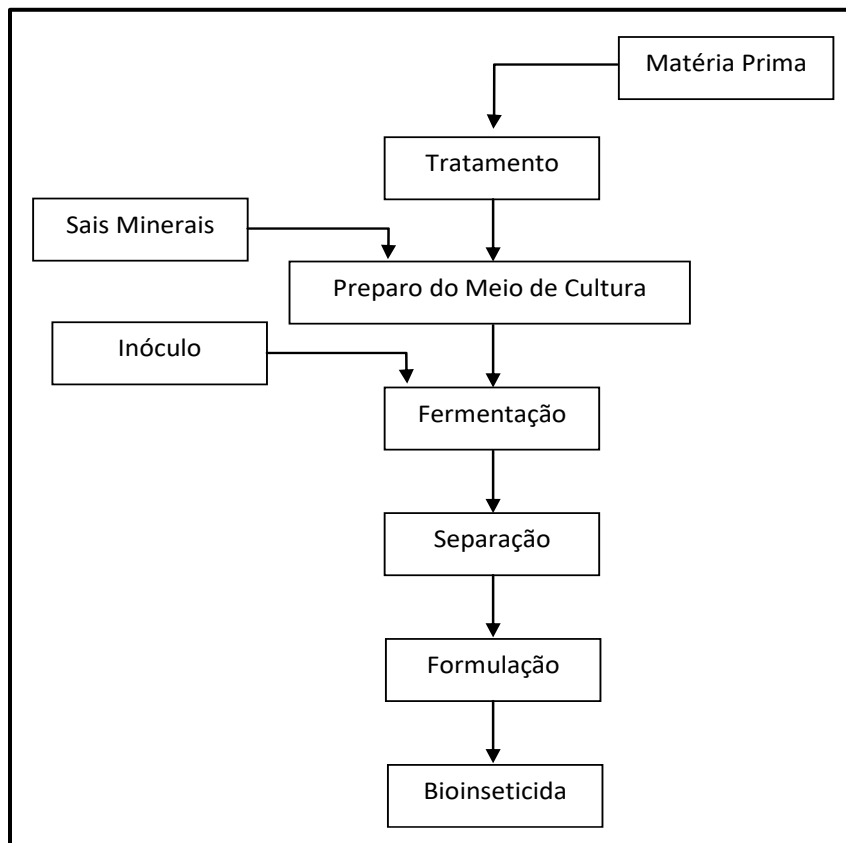 Matéria Prima
Tratamento
Sais Minerais
Preparo do Meio de Cultura
Inóculo
Fermentação
Separação
Formulação
Bioinseticida